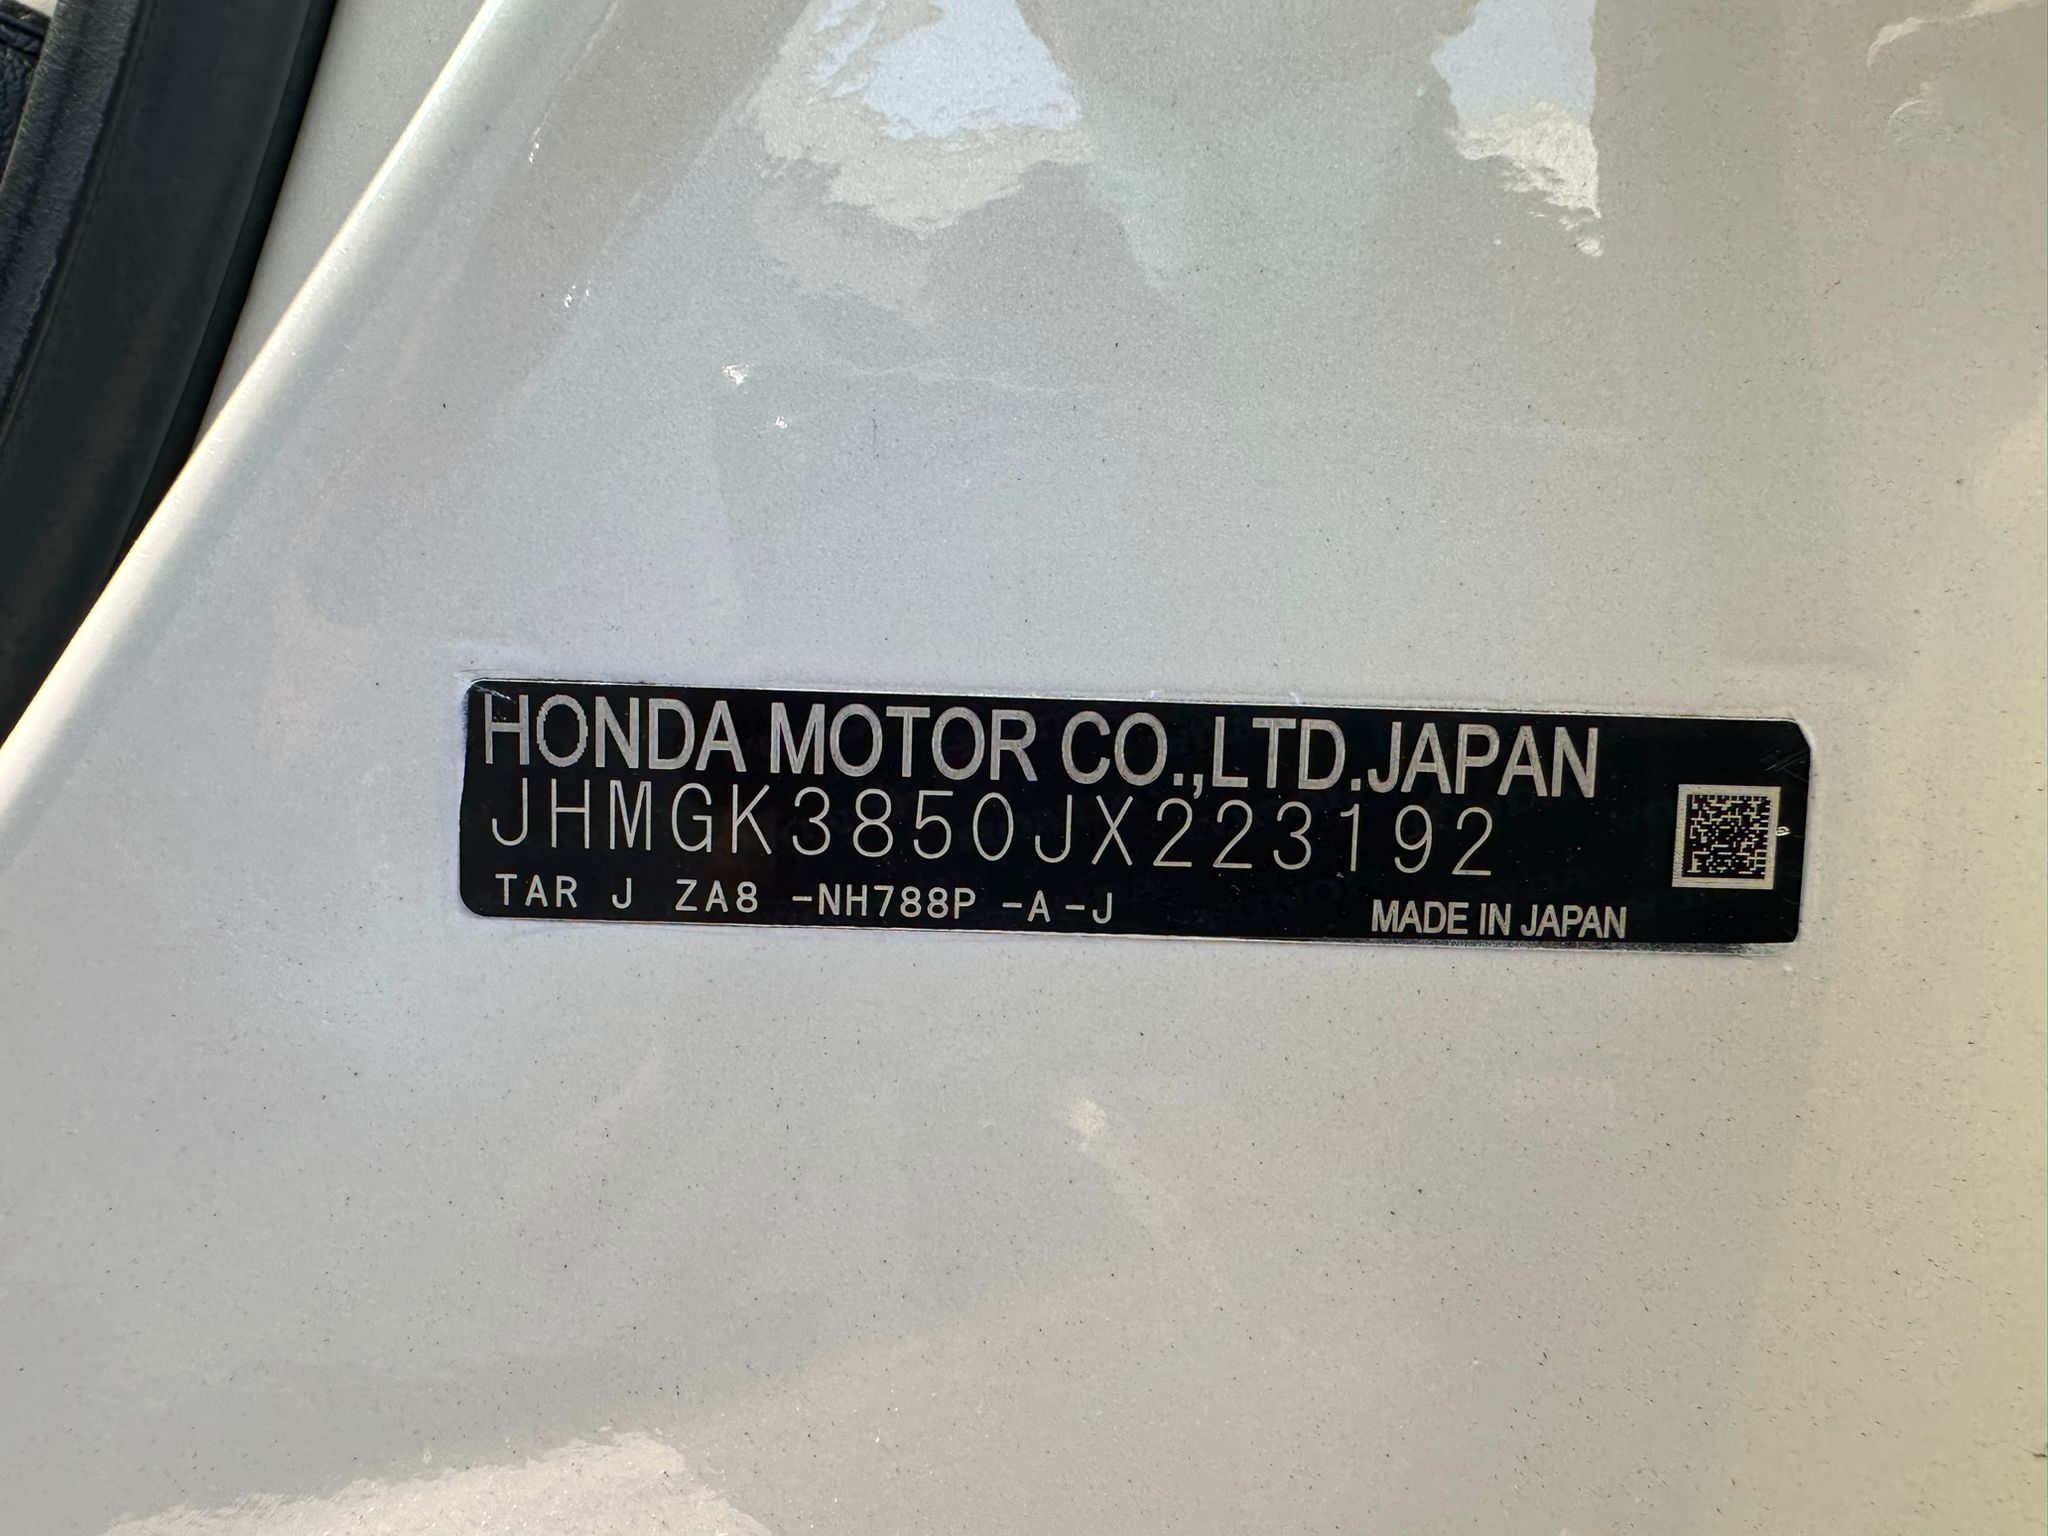 HONDA MOTOR CO.,LTD.JAPAN
JHMGK3850JX223192
TAR J ZA8 -NH788P -A -J
MADE IN JAPAN